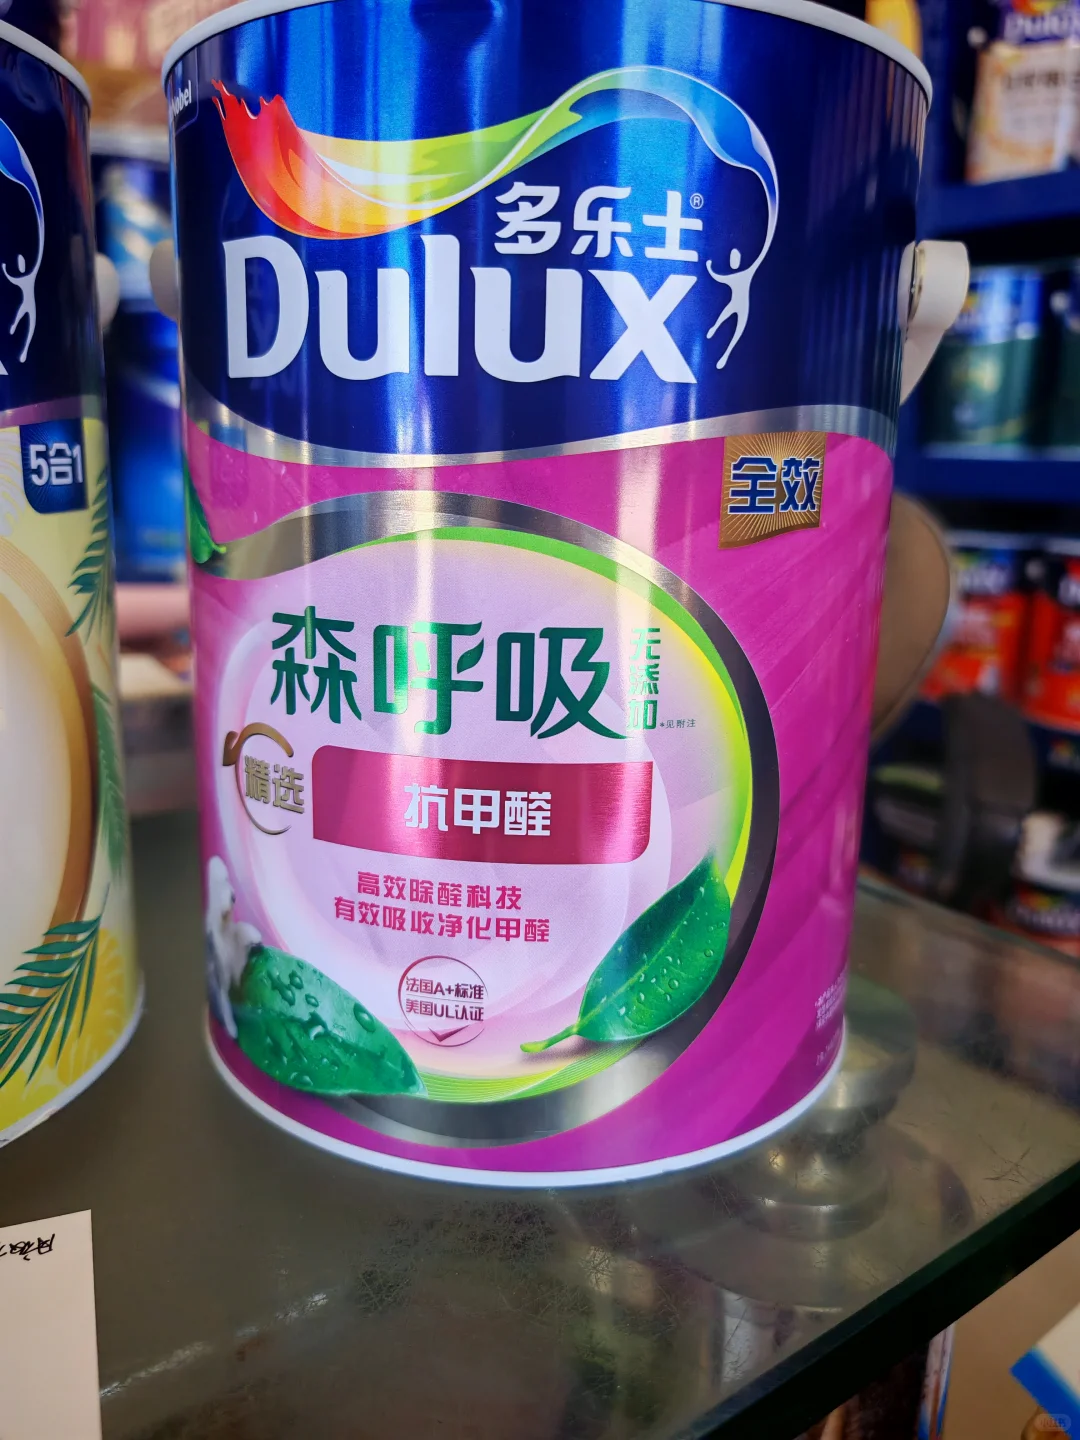 多乐士®
Dulux
5合1
全效
森呼吸
无添加
*见附注
精选
抗甲醛
高效除醛科技
有效吸收净化甲醛
法国A+标准
美国UL认证